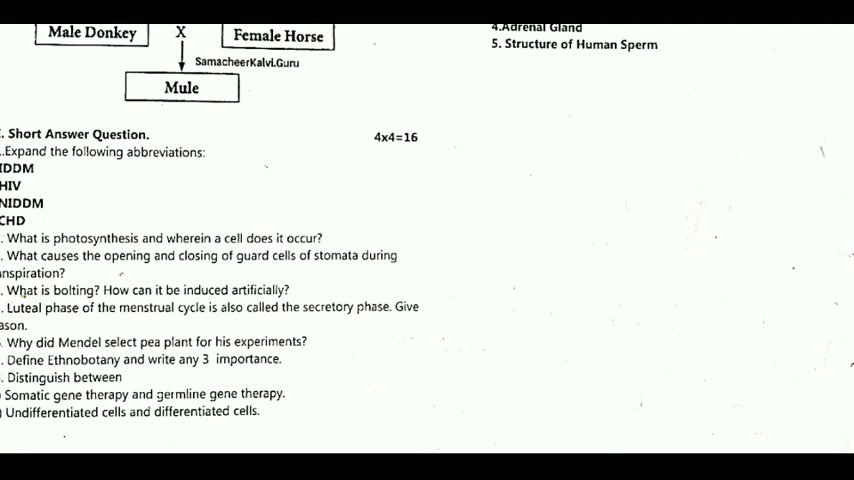 Male Donkey X Female Horse
SamacheerKalvi.Guru
Mule
. Short Answer Question. 4x4=16
..Expand the following abbreviations:
IDDM
HIV
NIDDM
CHD
. What is photosynthesis and wherein a cell does it occur?
. What causes the opening and closing of guard cells of stomata during
nspiration?
. What is bolting? How can it be induced artificially?
. Luteal phase of the menstrual cycle is also called the secretory phase. Give
ason.
. Why did Mendel select pea plant for his experiments?
. Define Ethnobotany and write any 3 importance.
. Distinguish between
) Somatic gene therapy and germline gene therapy.
) Undifferentiated cells and differentiated cells.
4.Adrenal Gland
5. Structure of Human Sperm